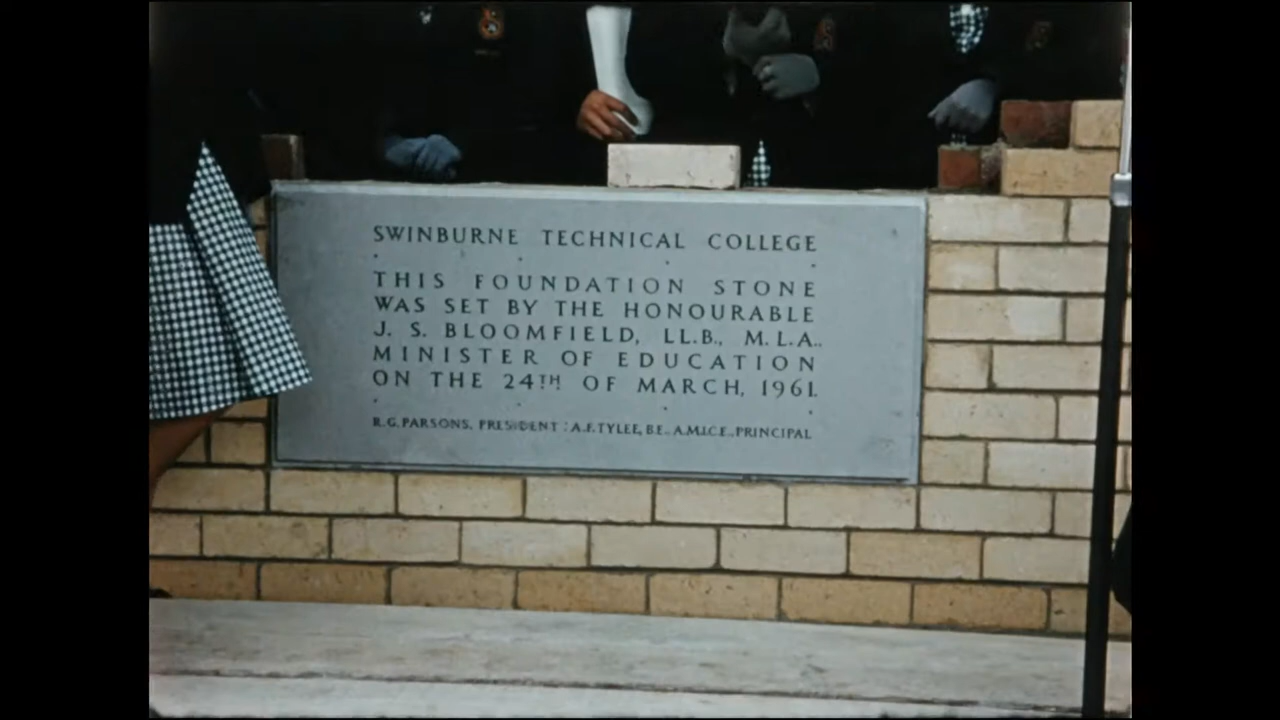 SWINBURNE TECHNICAL COLLEGE
THIS FOUNDATION STONE
WAS SET BY THE HONOURABLE
J. S. BLOOMFIELD, LL.B., M.L.A.,
MINISTER OF EDUCATION
ON THE 24TH OF MARCH, 1961.
R.G. PARSONS, PRESIDENT : A.F. TYLEE, B.E., A.M.I.C.E., PRINCIPAL